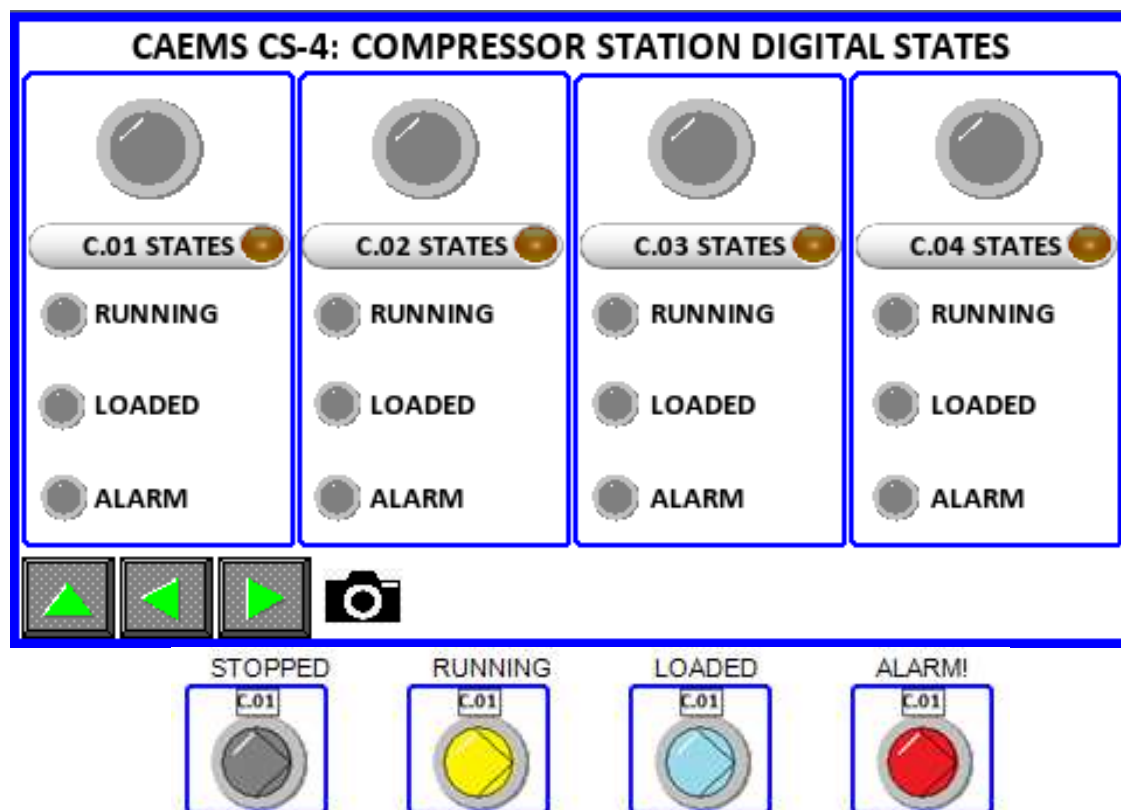 CAEMS CS-4: COMPRESSOR STATION DIGITAL STATES
C.01 STATES C.02 STATES C.03 STATES C.04 STATES
RUNNING RUNNING RUNNING RUNNING
LOADED LOADED LOADED LOADED
ALARM ALARM ALARM ALARM
STOPPED RUNNING LOADED ALARM!
C.01 C.01 C.01 C.01